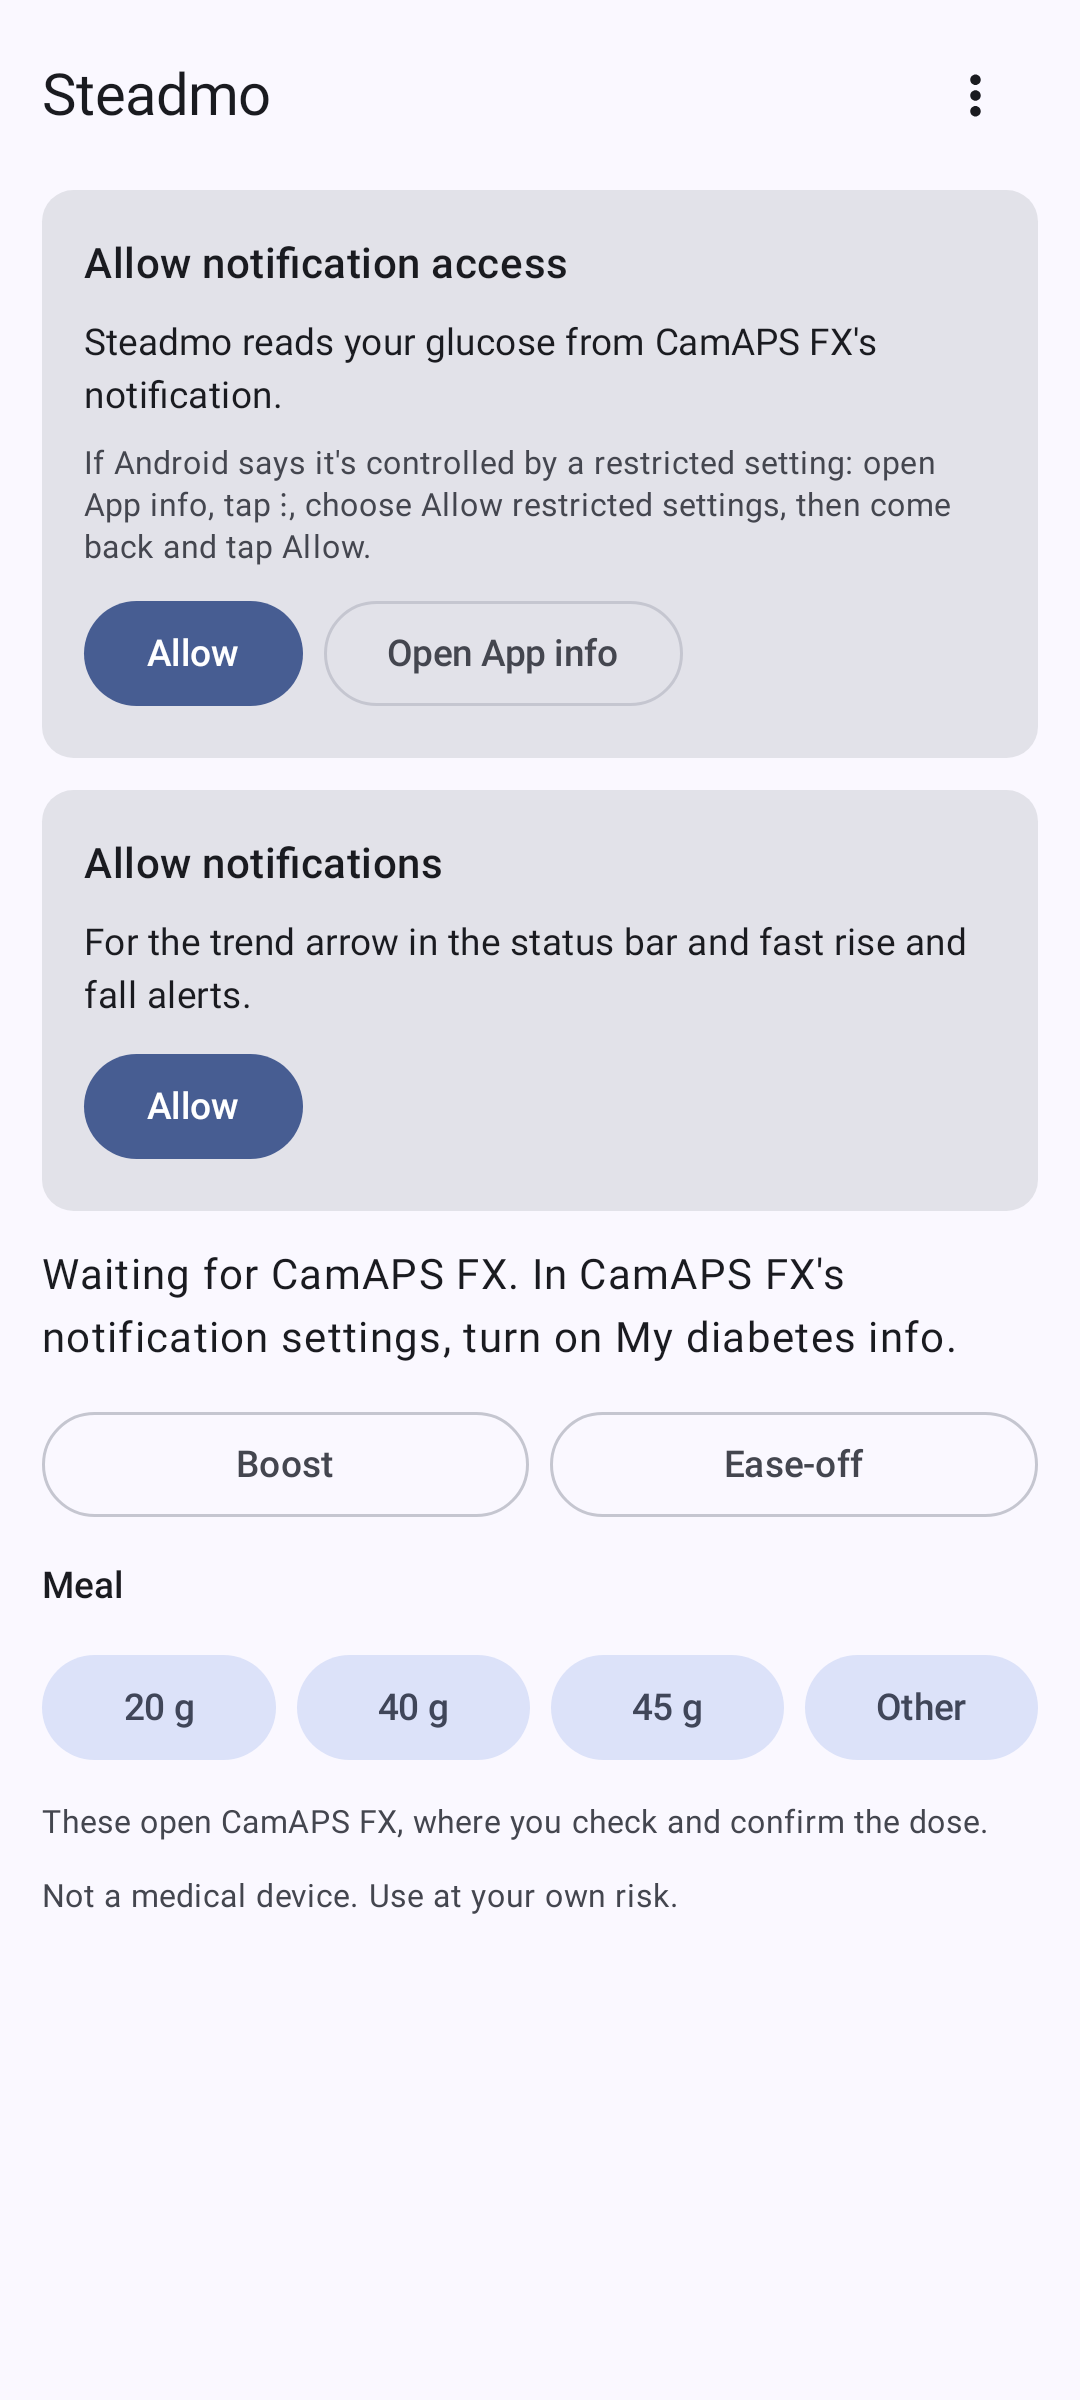 Steadmo
Allow notification access
Steadmo reads your glucose from CamAPS FX's
notification.
If Android says it's controlled by a restricted setting: open
App info, tap ⋮, choose Allow restricted settings, then come
back and tap Allow.
Allow
Open App info
Allow notifications
For the trend arrow in the status bar and fast rise and
fall alerts.
Allow
Waiting for CamAPS FX. In CamAPS FX's
notification settings, turn on My diabetes info.
Boost
Ease-off
Meal
20 g
40 g
45 g
Other
These open CamAPS FX, where you check and confirm the dose.
Not a medical device. Use at your own risk.